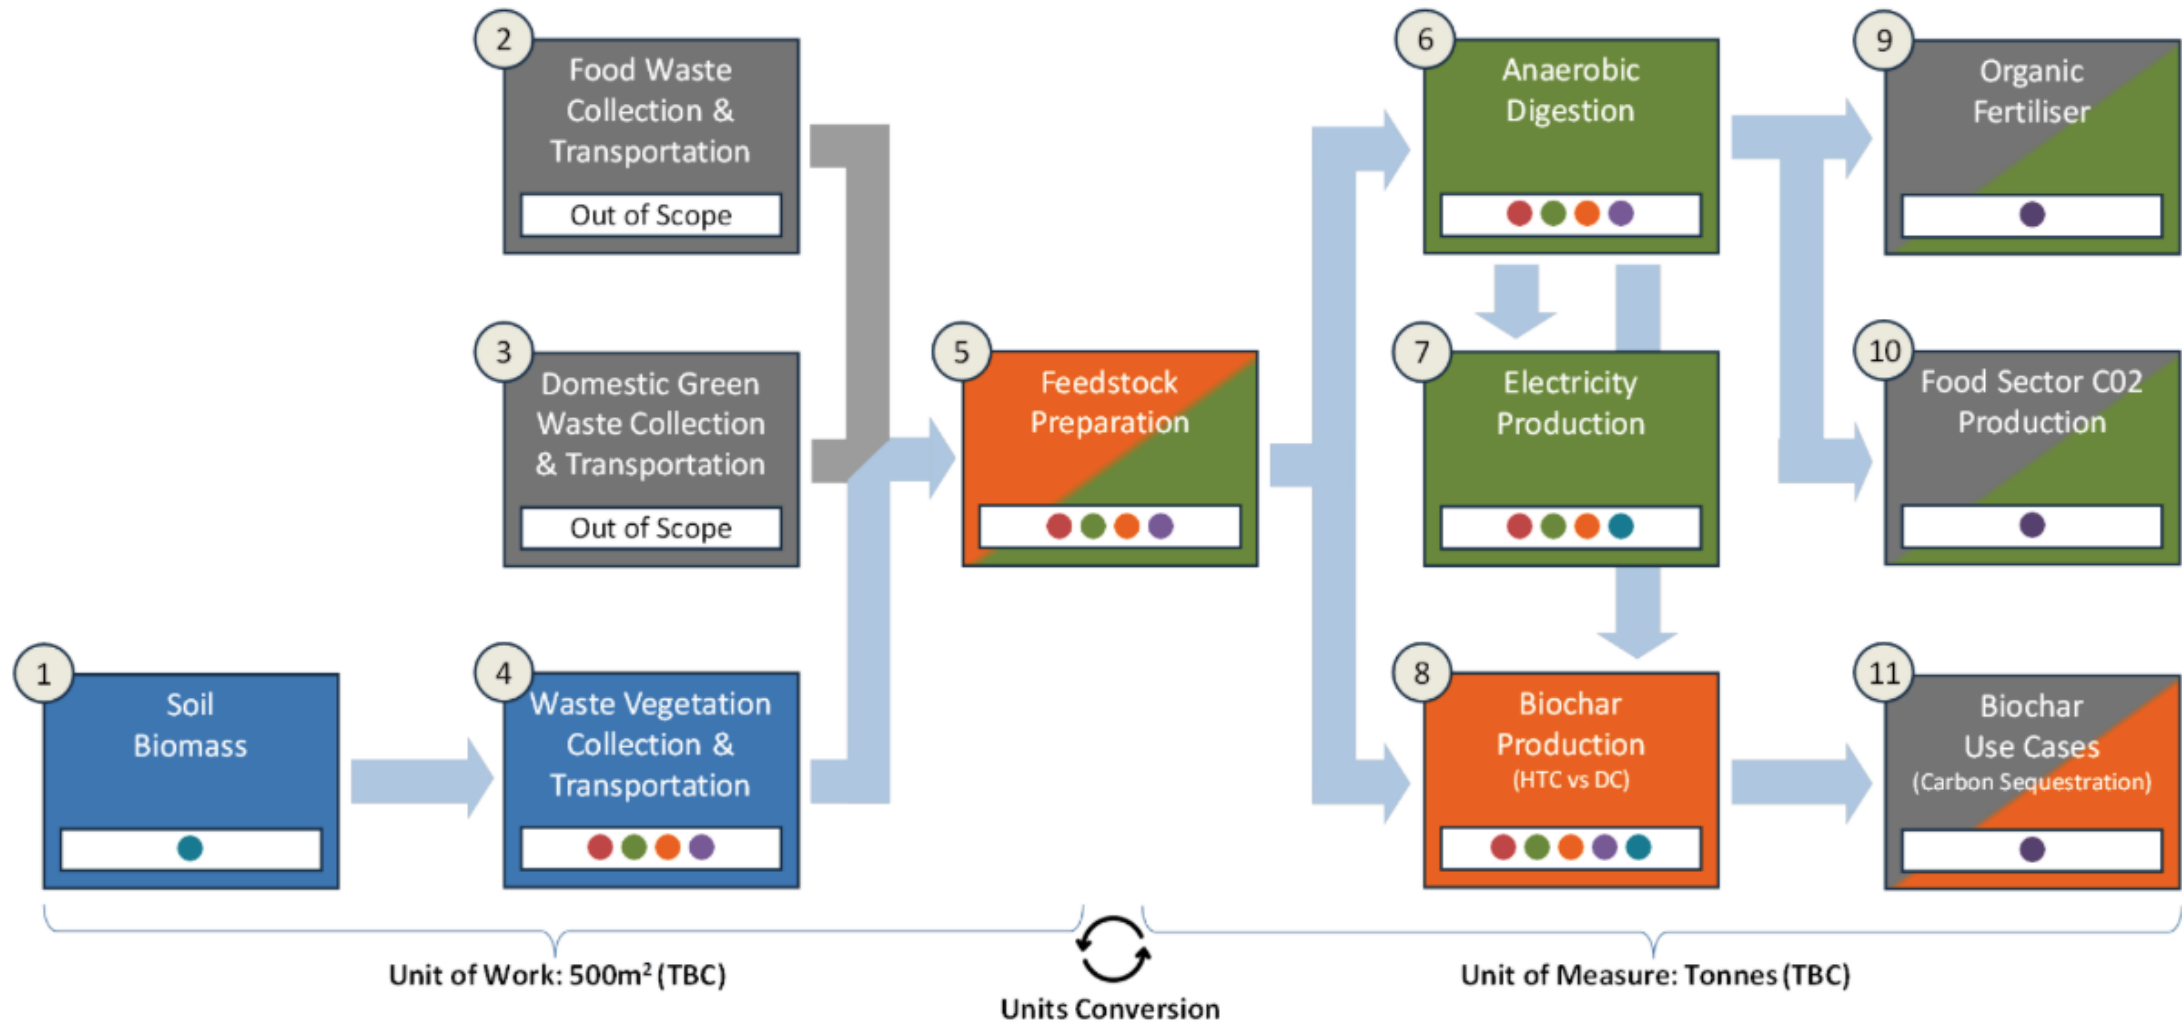 2
Food Waste
Collection &
Transportation
Out of Scope
3
Domestic Green
Waste Collection
& Transportation
Out of Scope
1
Soil
Biomass
4
Waste Vegetation
Collection &
Transportation
5
Feedstock
Preparation
6
Anaerobic
Digestion
7
Electricity
Production
8
Biochar
Production
(HTC vs DC)
9
Organic
Fertiliser
10
Food Sector C02
Production
11
Biochar
Use Cases
(Carbon Sequestration)
Unit of Work: 500m² (TBC)
Units Conversion
Unit of Measure: Tonnes (TBC)